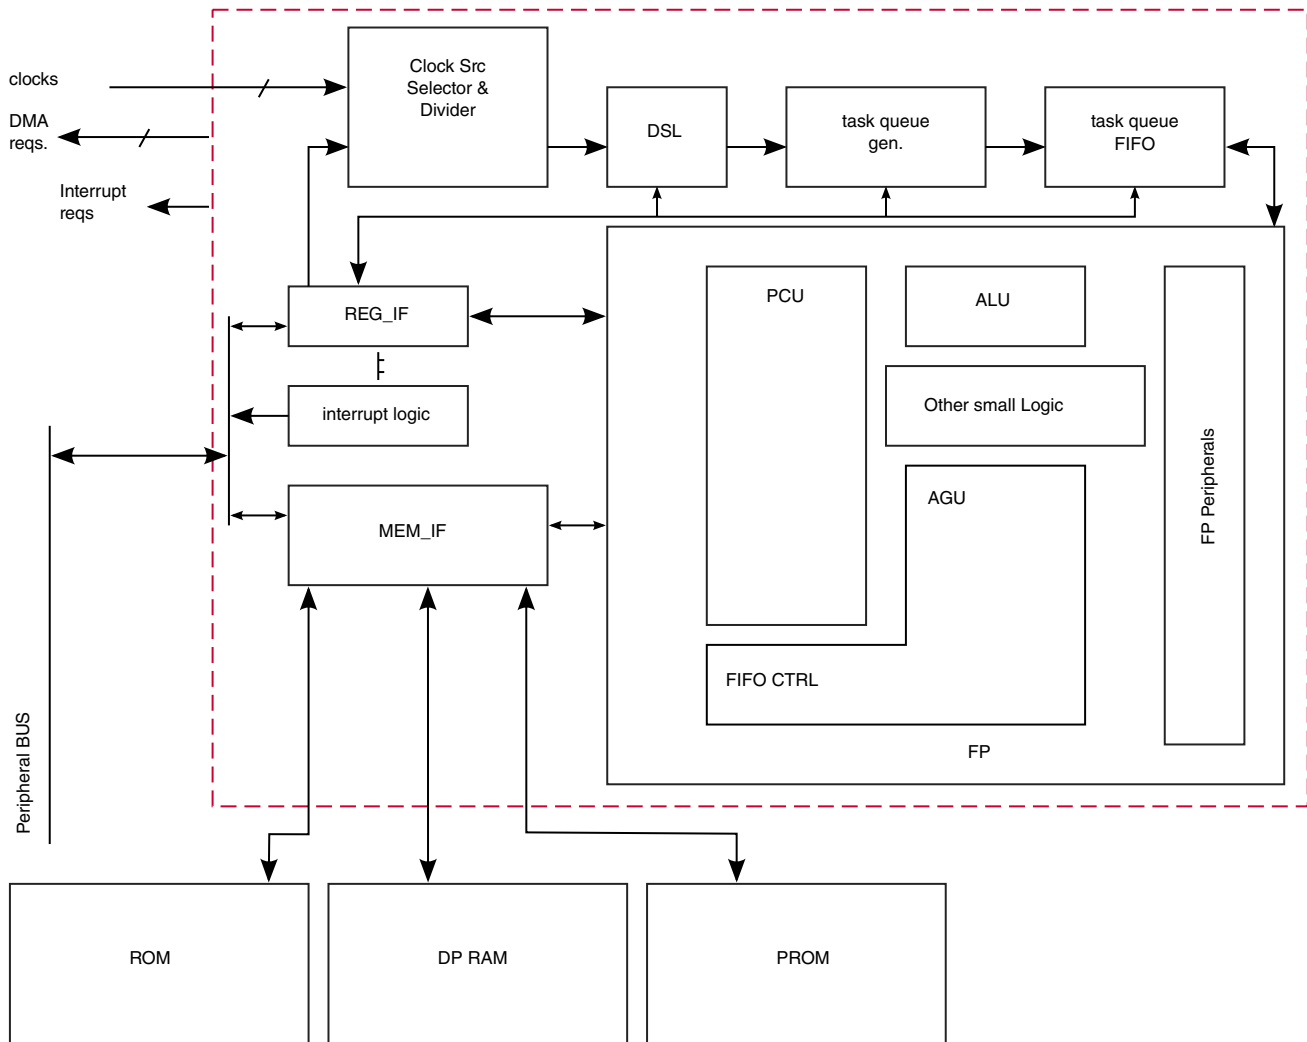 clocks
DMA
reqs.
Interrupt
reqs
Clock Src
Selector &
Divider
DSL
task queue
gen.
task queue
FIFO
REG_IF
interrupt logic
MEM_IF
PCU
ALU
Other small Logic
AGU
FIFO CTRL
FP Peripherals
FP
Peripheral BUS
ROM
DP RAM
PROM